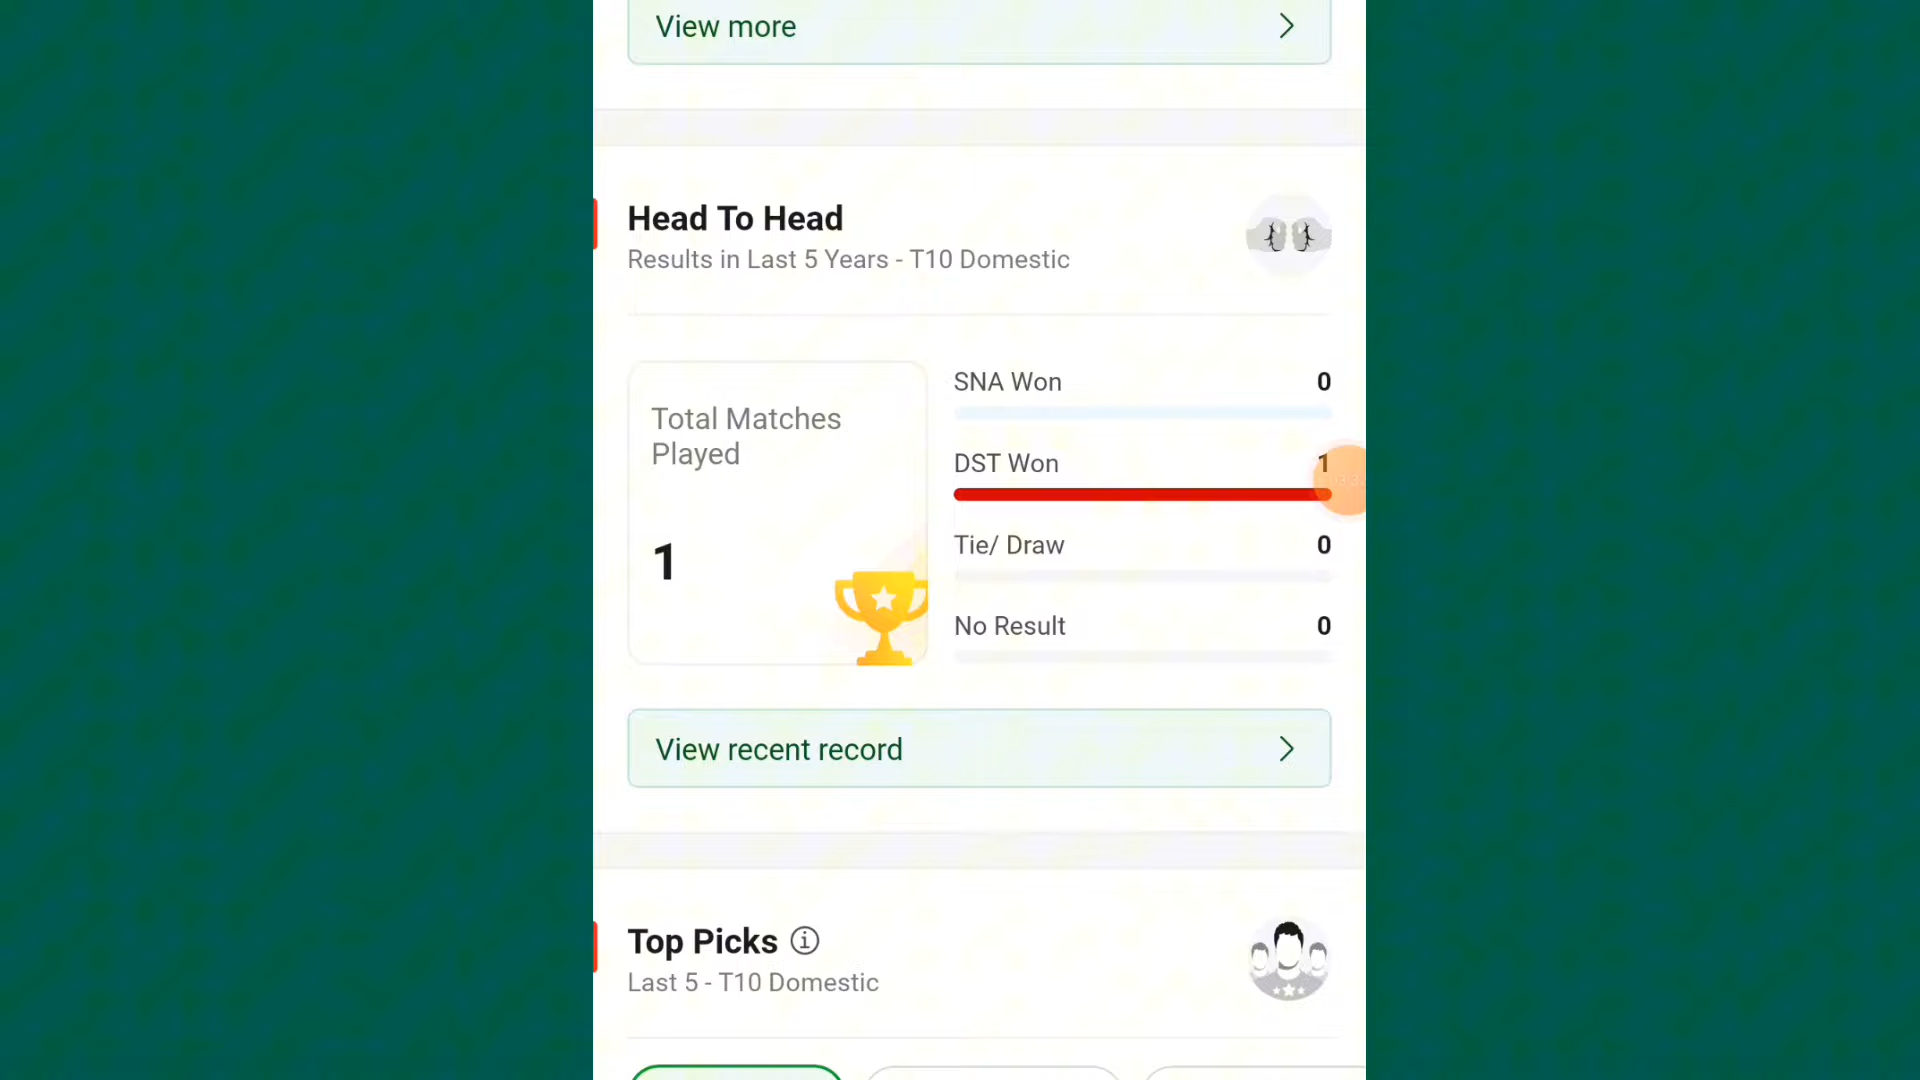 View more
Head To Head
Results in Last 5 Years - T10 Domestic
Total Matches
Played
1
SNA Won 0
DST Won 1
Tie/ Draw 0
No Result 0
View recent record
Top Picks
Last 5 - T10 Domestic